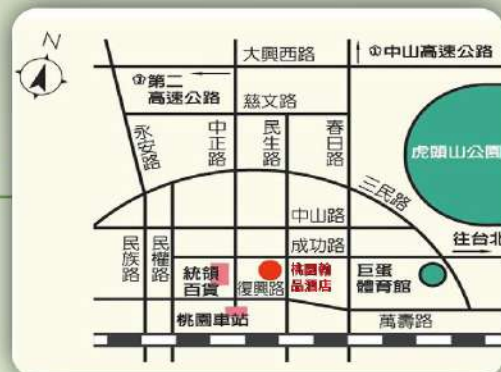 N
大興西路
①中山高速公路
③第二
高速公路
慈文路
永安路
中正路
民生路
春日路
虎頭山公園
三民路
中山路
往台北
成功路
民族路
民權路
統領
百貨
復興路
桃園翰
品酒店
巨蛋
體育館
桃園車站
萬壽路